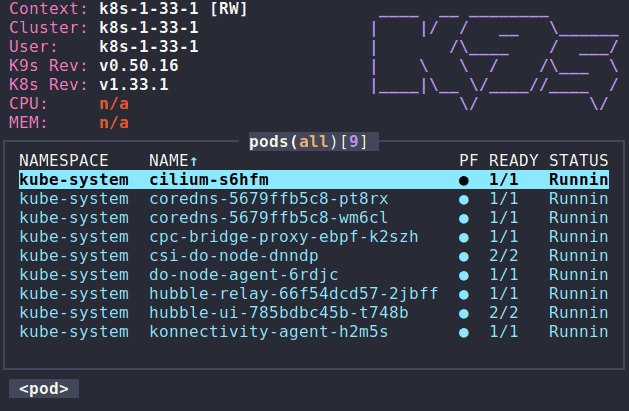 Context: k8s-1-33-1 [RW]
Cluster: k8s-1-33-1
User: k8s-1-33-1
K9s Rev: v0.50.16
K8s Rev: v1.33.1
CPU: n/a
MEM: n/a
pods(all)[9]
NAMESPACE NAME↑ PF READY STATUS
kube-system cilium-s6hfm ● 1/1 Runnin
kube-system coredns-5679ffb5c8-pt8rx ● 1/1 Runnin
kube-system coredns-5679ffb5c8-wm6cl ● 1/1 Runnin
kube-system cpc-bridge-proxy-ebpf-k2szh ● 1/1 Runnin
kube-system csi-do-node-dnndp ● 2/2 Runnin
kube-system do-node-agent-6rdjc ● 1/1 Runnin
kube-system hubble-relay-66f54dcd57-2jbff ● 1/1 Runnin
kube-system hubble-ui-785bdbc45b-t748b ● 2/2 Runnin
kube-system konnectivity-agent-h2m5s ● 1/1 Runnin
<pod>